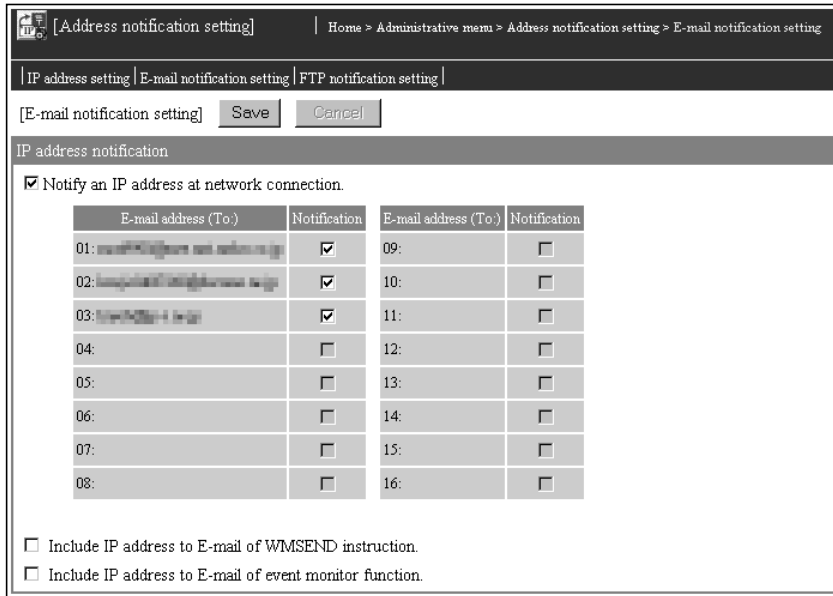 [Address notification setting] Home > Administrative menu > Address notification setting > E-mail notification setting
IP address setting E-mail notification setting FTP notification setting
[E-mail notification setting] Save Cancel
IP address notification
Notify an IP address at network connection.
E-mail address (To:) Notification E-mail address (To:) Notification
01: 09:
02: 10:
03: 11:
04: 12:
05: 13:
06: 14:
07: 15:
08: 16:
Include IP address to E-mail of WMSEND instruction.
Include IP address to E-mail of event monitor function.